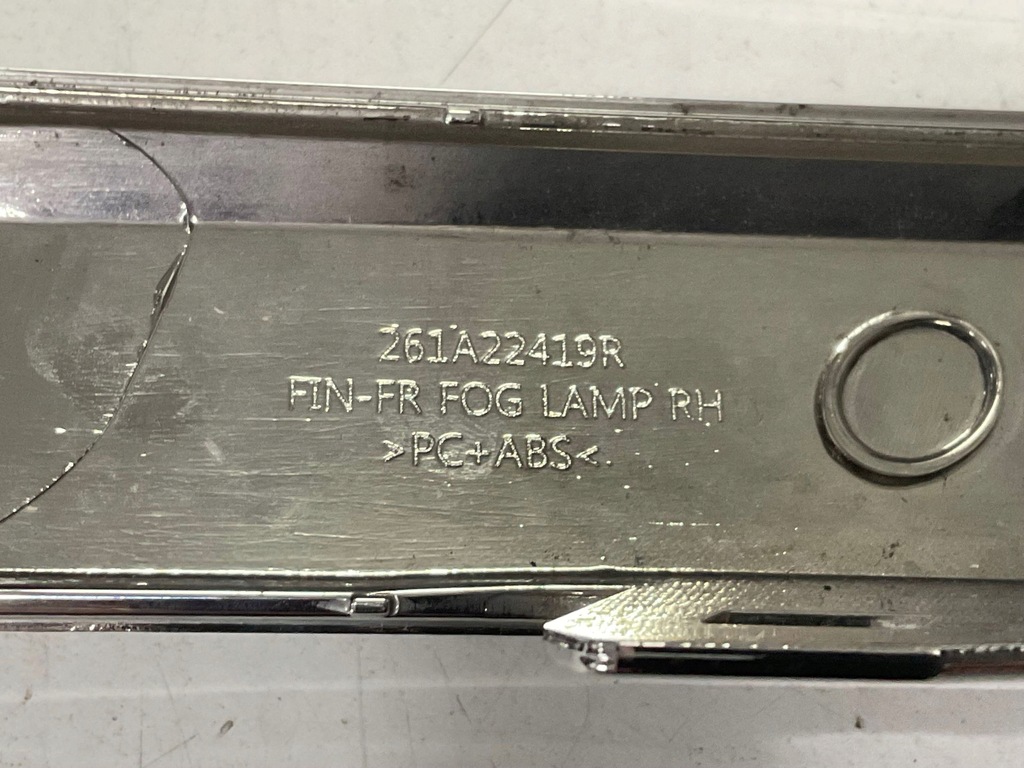 261A22419R
FIN-FR FOG LAMP RH
>PC+ABS<